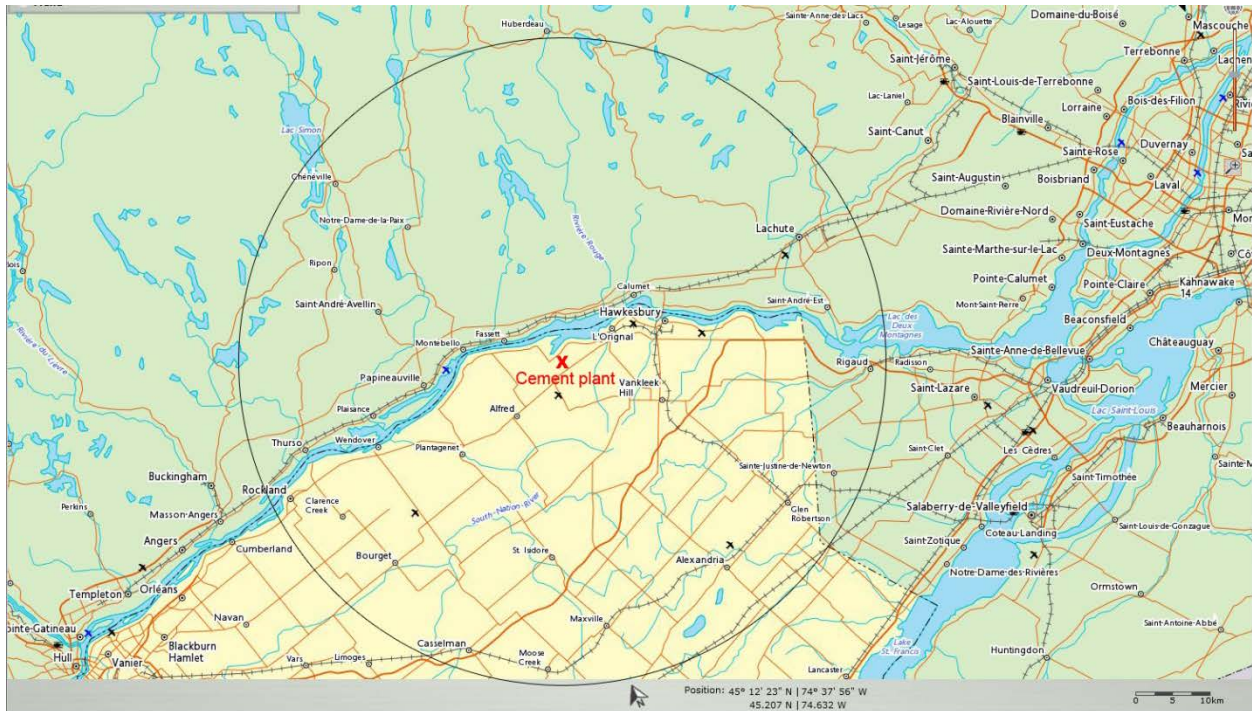 Huberdeau
Sainte-Anne-des-Lacs
Lesage
Lac-Alouette
Domaine-du-Boisé
Mascouche
Terrebonne
Lachen
Saint-Jérôme
Saint-Louis-de-Terrebonne
Lac-Laniel
Lorraine
Bois-des-Filion
Blainville
Saint-Canut
Lac Simon
Sainte-Rose
Duvernay
Boisbriand
Laval
Saint-Augustin
Chénéville
Notre-Dame-de-la-Paix
Domaine-Rivière-Nord
Saint-Eustache
Lachute
Rivière Rouge
Sainte-Marthe-sur-le-Lac
Deux-Montagnes
Ripon
Pointe-Calumet
Pointe-Claire
Kahnawake
14
Calumet
Saint-André-Avellin
Saint-André-Est
Mont-Saint-Pierre
Hawkesbury
Lac des
Deux
Montagnes
Beaconsfield
Fassett
L'Orignal
Montebello
Rivière du Lièvre
Châteauguay
Sainte-Anne-de-Bellevue
Cement plant
Rigaud
Radisson
Papineauville
Vankleek
Hill
Saint-Lazare
Vaudreuil-Dorion
Mercier
Plaisance
Alfred
Lac Saint-Louis
Beauharnois
Thurso
Wendover
Plantagenet
Saint-Clet
Les Cèdres
Buckingham
Sainte-Justine-de-Newton
Saint-Timothée
Rockland
Perkins
Clarence
Creek
Masson-Angers
South-Nation-River
Glen
Robertson
Salaberry-de-Valleyfield
Coteau-Landing
Saint-Louis-de-Gonzague
Angers
Cumberland
Bourget
St. Isidore
Alexandria
Saint-Zotique
Notre-Dame-des-Rivières
Templeton
Orléans
Ormstown
Navan
Maxville
Saint-Antoine-Abbé
Pointe-Gatineau
Blackburn
Hamlet
Casselman
Lake
St. Francis
Hull
Vanier
Vars
Limoges
Moose
Creek
Lancaster
Huntingdon
Position: 45° 12' 23" N | 74° 37' 56" W
45.207 N | 74.632 W
0 5 10km
N